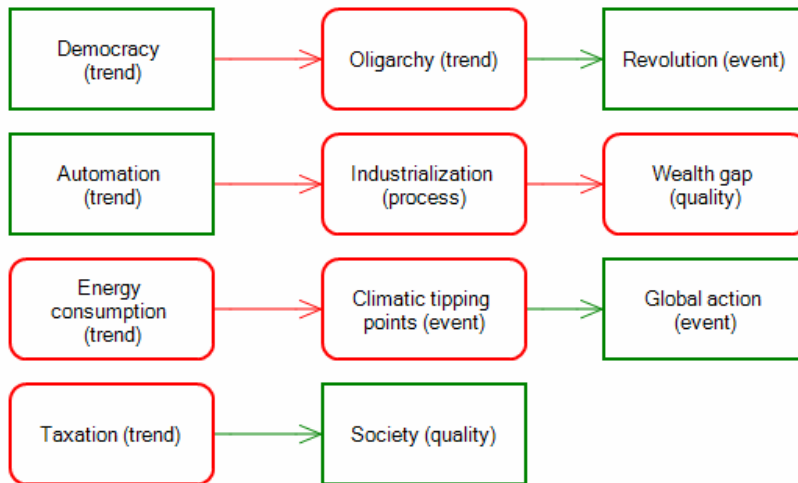 Democracy
(trend)
Oligarchy (trend)
Revolution (event)
Automation
(trend)
Industrialization
(process)
Wealth gap
(quality)
Energy
consumption
(trend)
Climatic tipping
points (event)
Global action
(event)
Taxation (trend)
Society (quality)